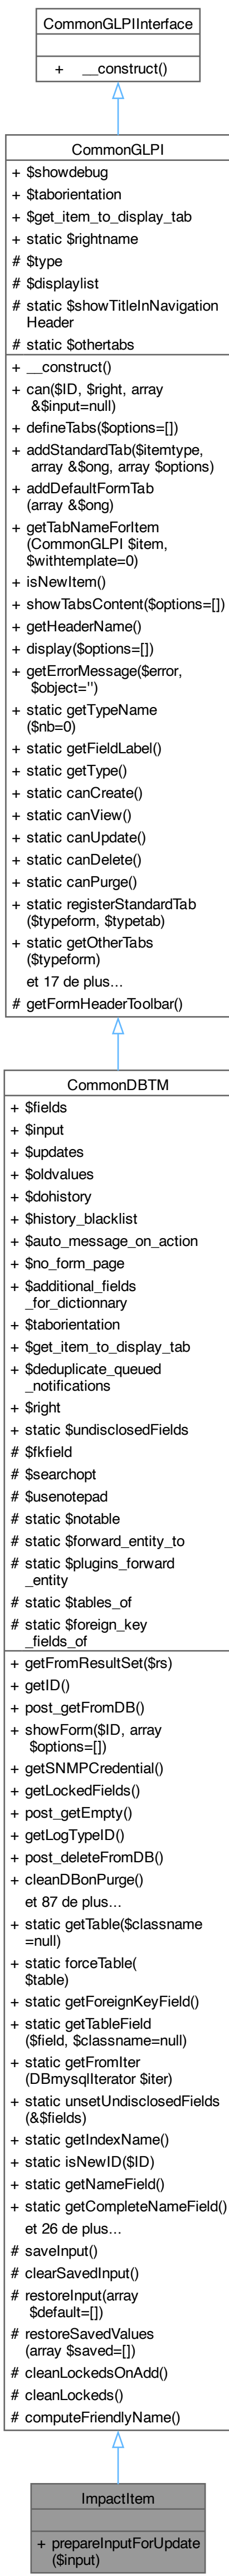 CommonGLPIInterface
+ __construct()
CommonGLPI
+ $showdebug
+ $taborientation
+ $get_item_to_display_tab
+ static $rightname
# $type
# $displaylist
# static $showTitleInNavigation
Header
# static $othertabs
+ __construct()
+ can($ID, $right, array
&$input=null)
+ defineTabs($options=[])
+ addStandardTab($itemtype,
array &$ong, array $options)
+ addDefaultFormTab
(array &$ong)
+ getTabNameForItem
(CommonGLPI $item,
$withtemplate=0)
+ isNewItem()
+ showTabsContent($options=[])
+ getHeaderName()
+ display($options=[])
+ getErrorMessage($error,
$object='')
+ static getTypeName
($nb=0)
+ static getFieldLabel()
+ static getType()
+ static canCreate()
+ static canView()
+ static canUpdate()
+ static canDelete()
+ static canPurge()
+ static registerStandardTab
($typeform, $typetab)
+ static getOtherTabs
($typeform)
et 17 de plus...
# getFormHeaderToolbar()
CommonDBTM
+ $fields
+ $input
+ $updates
+ $oldvalues
+ $dohistory
+ $history_blacklist
+ $auto_message_on_action
+ $no_form_page
+ $additional_fields
_for_dictionnary
+ $taborientation
+ $get_item_to_display_tab
+ $deduplicate_queued
_notifications
+ $right
+ static $undisclosedFields
# $fkfield
# $searchopt
# $usenotepad
# static $notable
# static $forward_entity_to
# static $plugins_forward
_entity
# static $tables_of
# static $foreign_key
_fields_of
+ getFromResultSet($rs)
+ getID()
+ post_getFromDB()
+ showForm($ID, array
$options=[])
+ getSNMPCredential()
+ getLockedFields()
+ post_getEmpty()
+ getLogTypeID()
+ post_deleteFromDB()
+ cleanDBonPurge()
et 87 de plus...
+ static getTable($classname
=null)
+ static forceTable(
$table)
+ static getForeignKeyField()
+ static getTableField
($field, $classname=null)
+ static getFromIter
(DBmysqlIterator $iter)
+ static unsetUndisclosedFields
(&$fields)
+ static getIndexName()
+ static isNewID($ID)
+ static getNameField()
+ static getCompleteNameField()
et 26 de plus...
# saveInput()
# clearSavedInput()
# restoreInput(array
$default=[])
# restoreSavedValues
(array $saved=[])
# cleanLockedsOnAdd()
# cleanLockeds()
# computeFriendlyName()
ImpactItem
+ prepareInputForUpdate
($input)